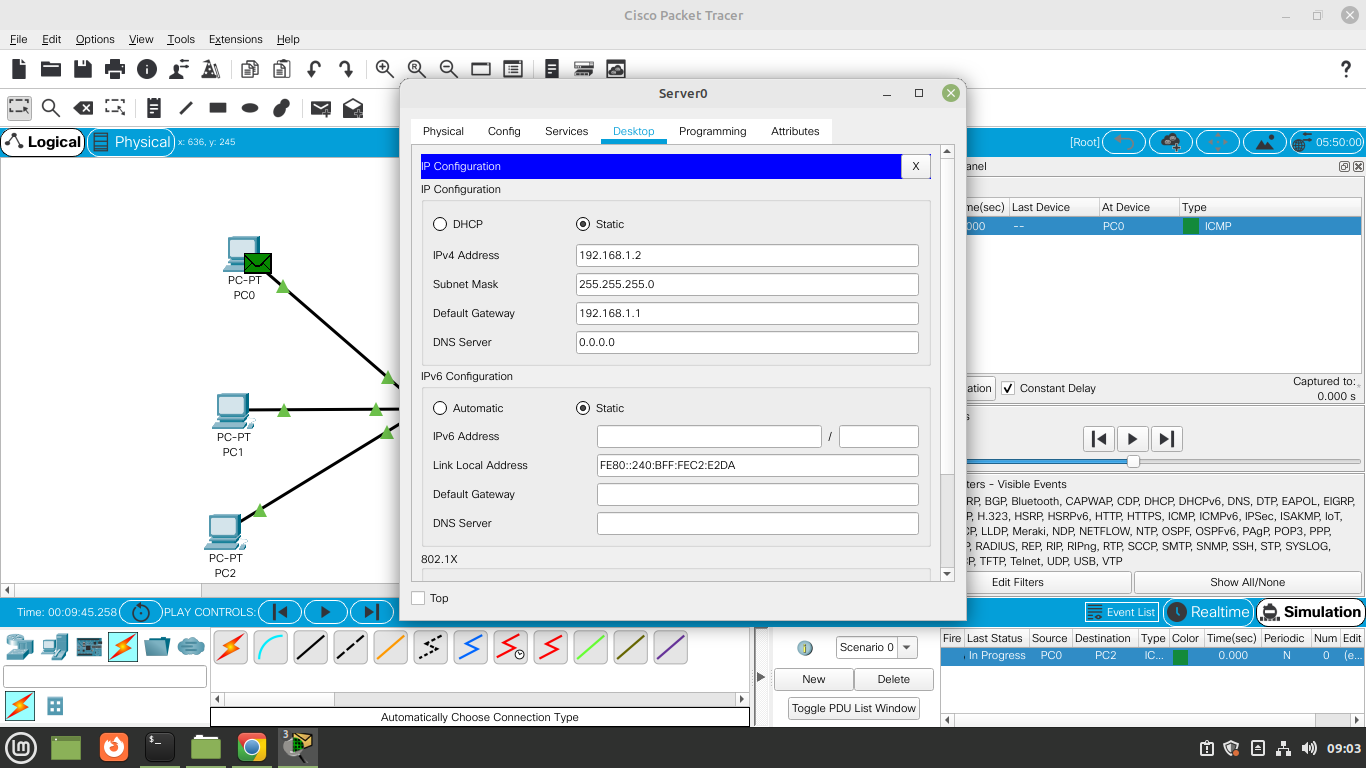 Cisco Packet Tracer
File Edit Options View Tools Extensions Help
?
Logical Physical x: 636, y: 245
[Root] 05:50:00
PC-PT
PC0
PC-PT
PC1
PC-PT
PC2
Server0
Physical Config Services Desktop Programming Attributes
IP Configuration X
IP Configuration
DHCP Static
IPv4 Address 192.168.1.2
Subnet Mask 255.255.255.0
Default Gateway 192.168.1.1
DNS Server 0.0.0.0
IPv6 Configuration
Automatic Static
IPv6 Address /
Link Local Address FE80::240:BFF:FEC2:E2DA
Default Gateway
DNS Server
802.1X
Top
anel
me(sec) Last Device At Device Type
000 -- PC0 ICMP
ation Constant Delay Captured to:
0.000 s
s
ters - Visible Events
RP, BGP, Bluetooth, CAPWAP, CDP, DHCP, DHCPv6, DNS, DTP, EAPOL, EIGRP,
P, H.323, HSRP, HSRPv6, HTTP, HTTPS, ICMP, ICMPv6, IPSec, ISAKMP, IoT,
CP, LLDP, Meraki, NDP, NETFLOW, NTP, OSPF, OSPFv6, PAgP, POP3, PPP,
P, RADIUS, REP, RIP, RIPng, RTP, SCCP, SMTP, SNMP, SSH, STP, SYSLOG,
P, TFTP, Telnet, UDP, USB, VTP
Edit Filters Show All/None
Time: 00:09:45.258 PLAY CONTROLS: Event List Realtime Simulation
Automatically Choose Connection Type
Scenario 0
New Delete
Toggle PDU List Window
Fire Last Status Source Destination Type Color Time(sec) Periodic Num Edit
In Progress PC0 PC2 IC... 0.000 N 0 (e...
3
09:03